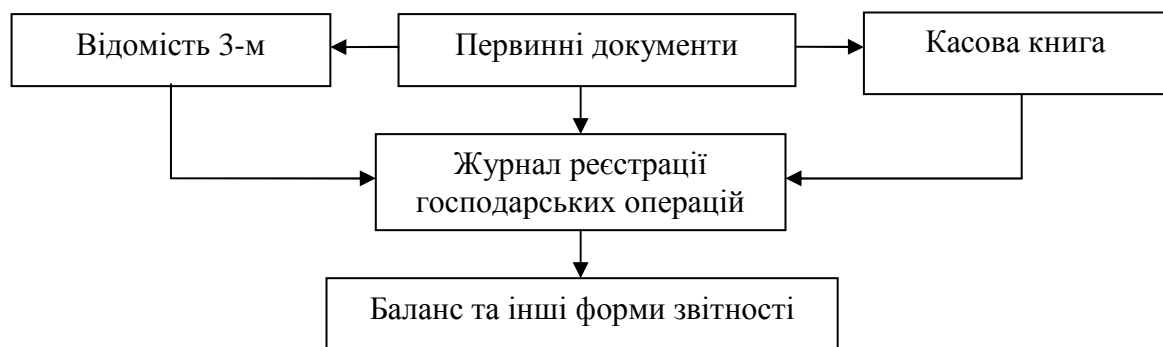 Відомість 3-м
Первинні документи
Касова книга
Журнал реєстрації
господарських операцій
Баланс та інші форми звітності